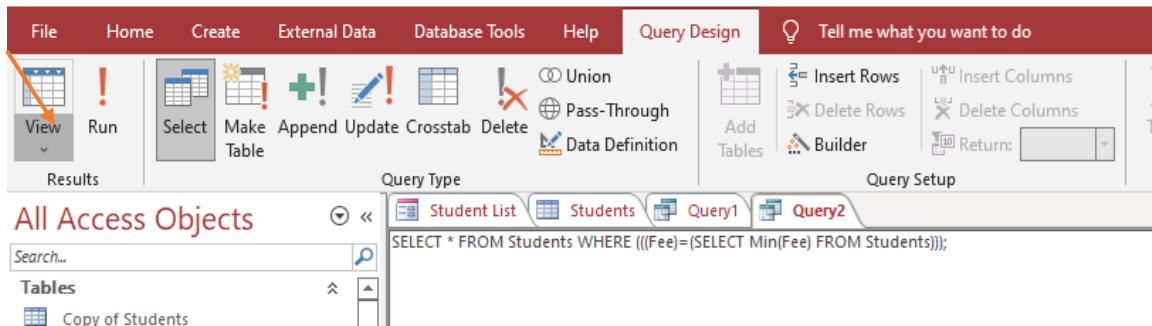 File Home Create External Data Database Tools Help Query Design Tell me what you want to do
View Run Select Make Table Append Update Crosstab Delete
Union
Pass-Through
Data Definition
Add Tables
Insert Rows
Delete Rows
Builder
Insert Columns
Delete Columns
Return:
Results Query Type Query Setup
All Access Objects
Search...
Tables
Copy of Students
Student List Students Query1 Query2
SELECT * FROM Students WHERE (((Fee)=(SELECT Min(Fee) FROM Students)));